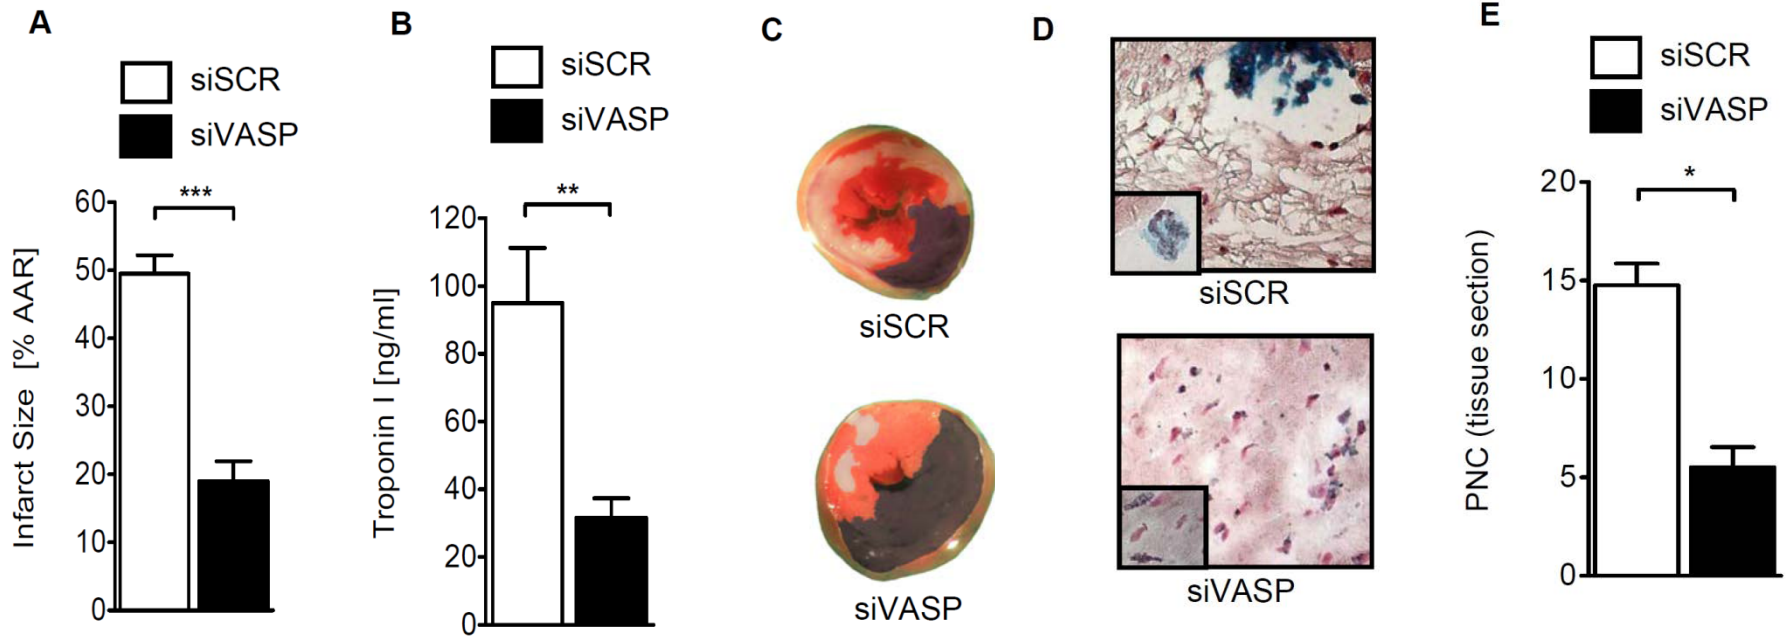 A
siSCR
siVASP
***
Infarct Size [% AAR]
60
50
40
30
20
10
0
B
siSCR
siVASP
**
Troponin I [ng/ml]
120
100
80
60
40
20
0
C
siSCR
siVASP
D
siSCR
siVASP
E
siSCR
siVASP
*
PNC (tissue section)
20
15
10
5
0